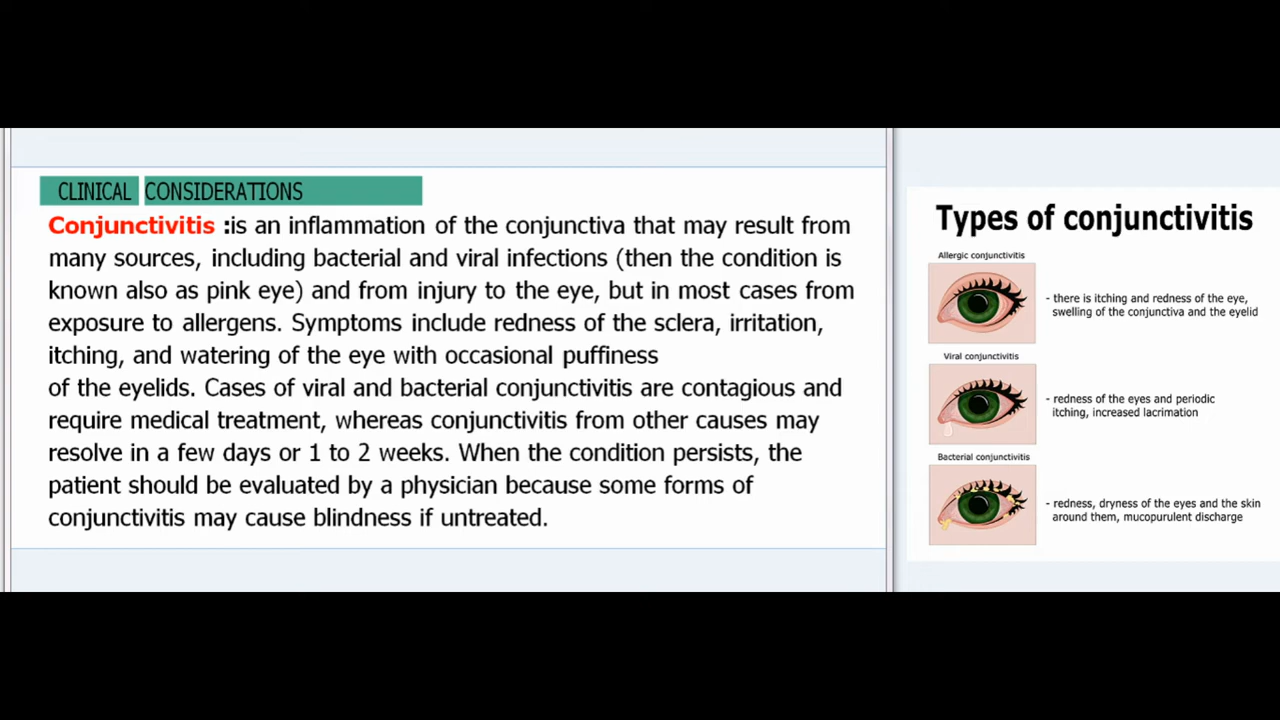 CLINICAL CONSIDERATIONS
Conjunctivitis :is an inflammation of the conjunctiva that may result from
many sources, including bacterial and viral infections (then the condition is
known also as pink eye) and from injury to the eye, but in most cases from
exposure to allergens. Symptoms include redness of the sclera, irritation,
itching, and watering of the eye with occasional puffiness
of the eyelids. Cases of viral and bacterial conjunctivitis are contagious and
require medical treatment, whereas conjunctivitis from other causes may
resolve in a few days or 1 to 2 weeks. When the condition persists, the
patient should be evaluated by a physician because some forms of
conjunctivitis may cause blindness if untreated.
Types of conjunctivitis
Allergic conjunctivitis
- there is itching and redness of the eye,
swelling of the conjunctiva and the eyelid
Viral conjunctivitis
- redness of the eyes and periodic
itching, increased lacrimation
Bacterial conjunctivitis
- redness, dryness of the eyes and the skin
around them, mucopurulent discharge